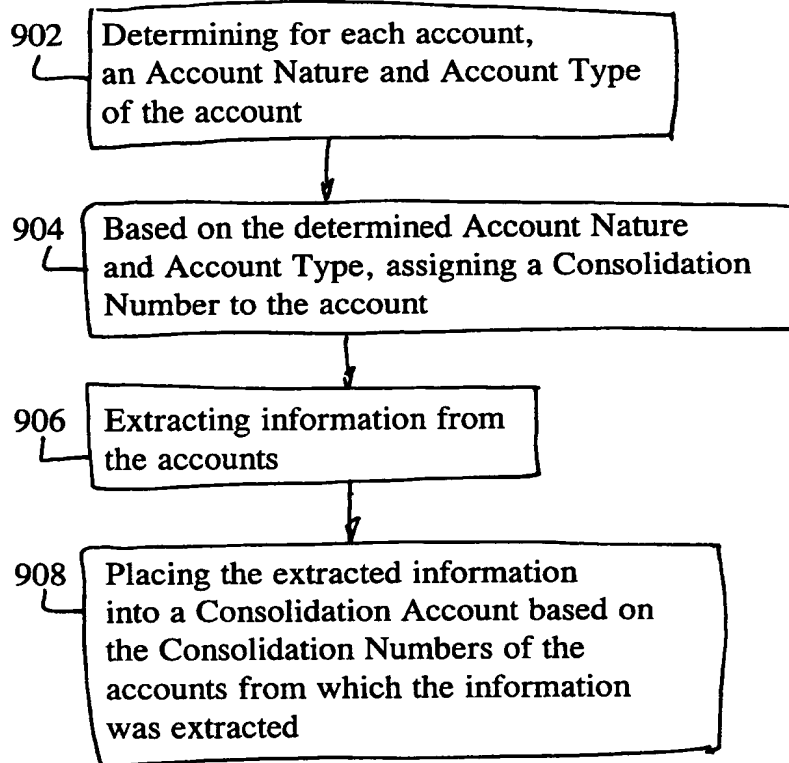 902
Determining for each account,
an Account Nature and Account Type
of the account
904
Based on the determined Account Nature
and Account Type, assigning a Consolidation
Number to the account
906
Extracting information from
the accounts
908
Placing the extracted information
into a Consolidation Account based on
the Consolidation Numbers of the
accounts from which the information
was extracted